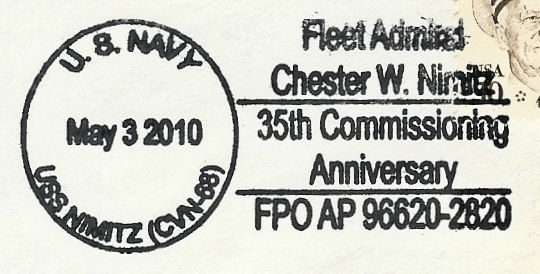 U. S. NAVY
May 3 2010
USS NIMITZ (CVN-68)
Fleet Admiral
Chester W. Nimitz
35th Commissioning
Anniversary
FPO AP 96620-2820
USA